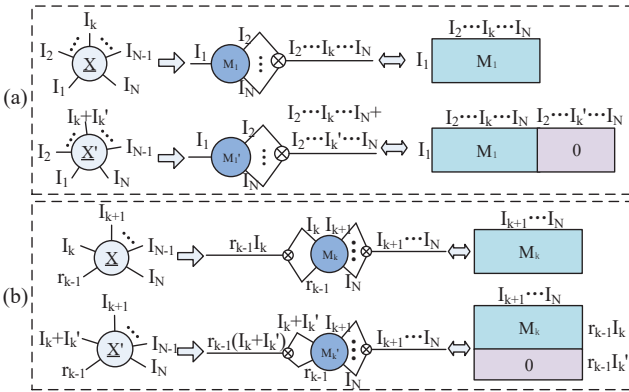 (a)
I_k
I_2 X I_{N-1}
I_1 I_N
I_1 M_1 I_2 ⋮ I_N ⊗ I_2···I_k···I_N
I_2···I_k···I_N
I_1 M_1
I_k+I_k'
I_2 X' I_{N-1}
I_1 I_N
I_1 M_1' I_2 ⋮ I_N ⊗
I_2···I_k···I_N+
I_2···I_k'···I_N
I_2···I_k···I_N I_2···I_k'···I_N
I_1 M_1 0
(b)
I_{k+1}
I_k X I_{N-1}
r_{k-1} I_N
r_{k-1}I_k ⊗ I_k I_{k+1}
M_k ⋮ ⊗ I_{k+1}···I_N
r_{k-1} I_N
I_{k+1}···I_N
M_k
I_{k+1}
I_k+I_k' X' I_{N-1}
r_{k-1} I_N
r_{k-1}(I_k+I_k') ⊗ I_k+I_k' I_{k+1}
M_k' ⋮ ⊗ I_{k+1}···I_N
r_{k-1} I_N
I_{k+1}···I_N
M_k r_{k-1}I_k
0 r_{k-1}I_k'